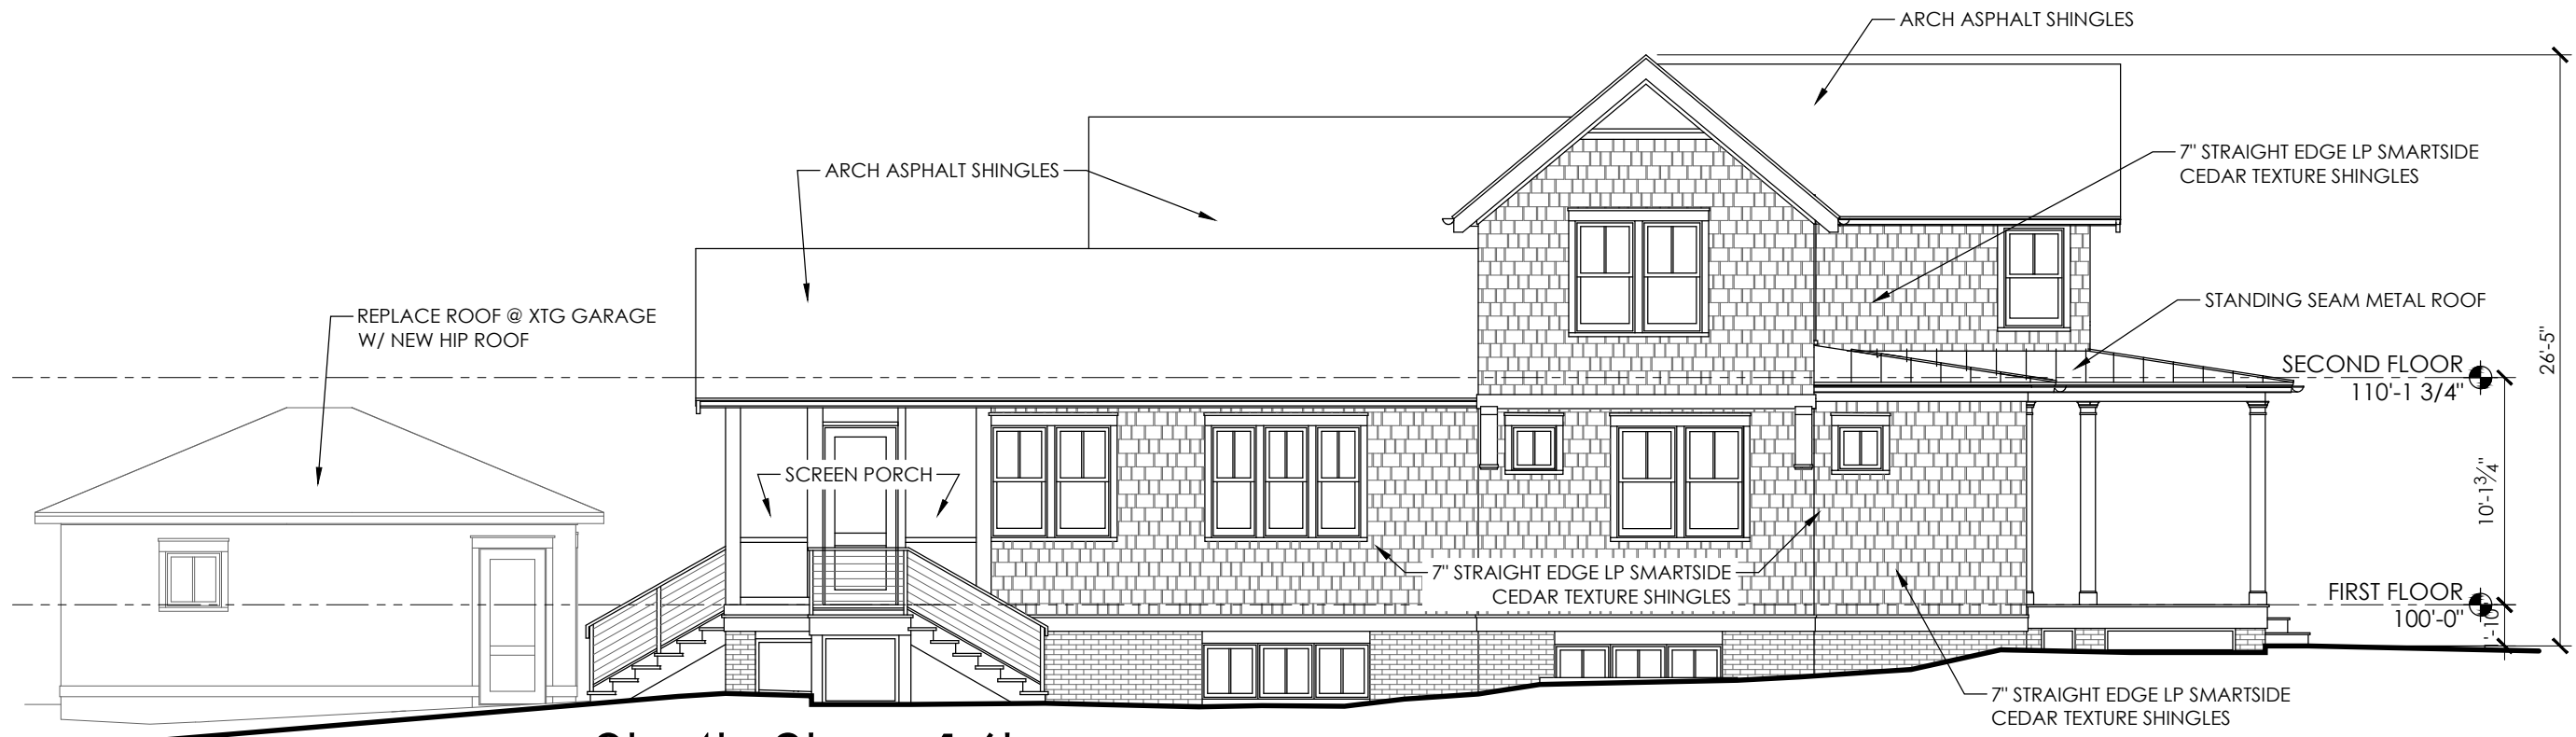 ARCH ASPHALT SHINGLES
7" STRAIGHT EDGE LP SMARTSIDE
CEDAR TEXTURE SHINGLES
ARCH ASPHALT SHINGLES
STANDING SEAM METAL ROOF
REPLACE ROOF @ XTG GARAGE
W/ NEW HIP ROOF
26'-5"
SECOND FLOOR
110'-1 3/4"
SCREEN PORCH
10'-1¾"
7" STRAIGHT EDGE LP SMARTSIDE
CEDAR TEXTURE SHINGLES
FIRST FLOOR
100'-0"
7" STRAIGHT EDGE LP SMARTSIDE
CEDAR TEXTURE SHINGLES